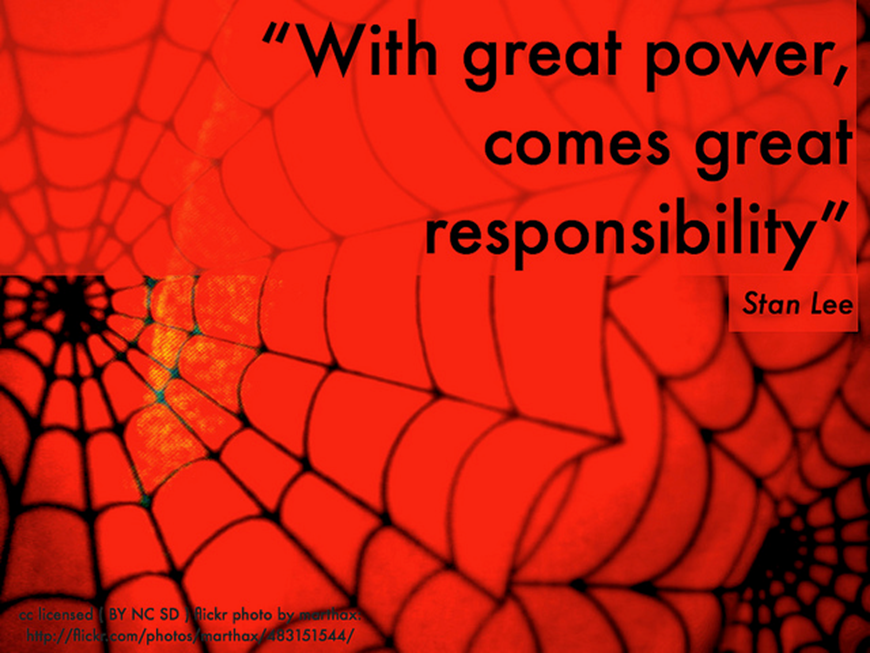 “With great power,
comes great
responsibility”
Stan Lee
cc licensed ( BY NC SD ) flickr photo by marthax:
http://flickr.com/photos/marthax/483151544/